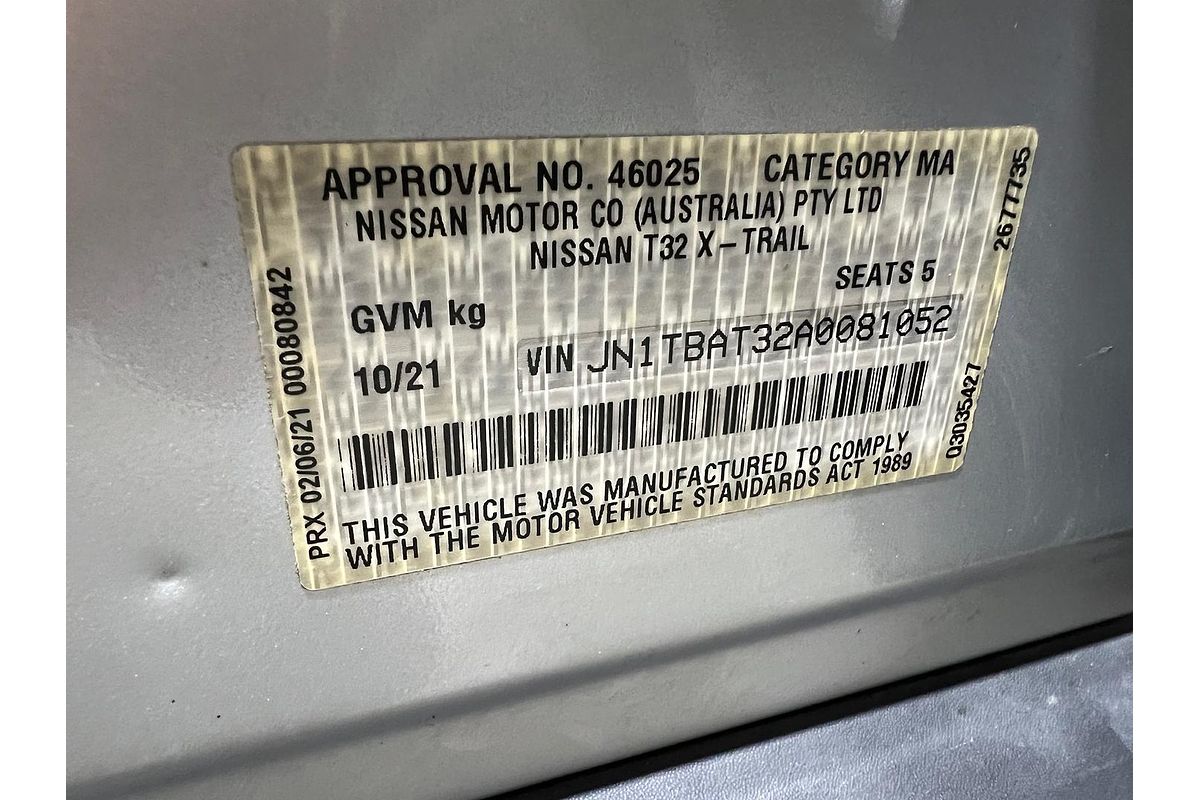 APPROVAL NO. 46025 CATEGORY MA
NISSAN MOTOR CO (AUSTRALIA) PTY LTD
NISSAN T32 X-TRAIL
SEATS 5
GVM kg
10/21 VIN JN1TBAT32A0081052
THIS VEHICLE WAS MANUFACTURED TO COMPLY
WITH THE MOTOR VEHICLE STANDARDS ACT 1989
PRX 02/06/21 00080842
2677735
03035427